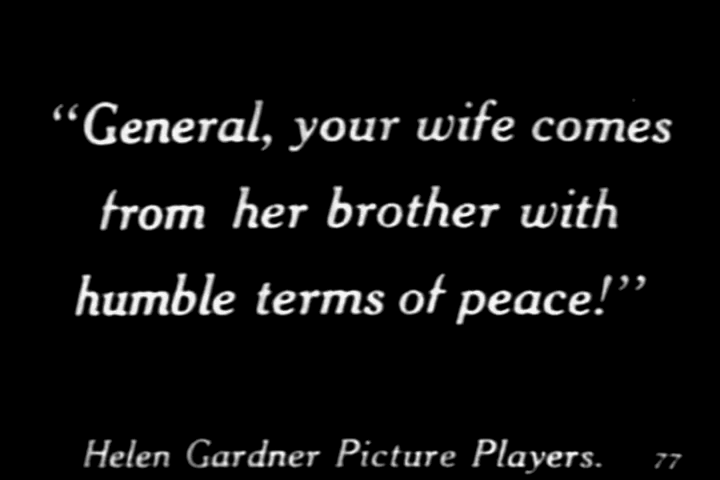 “General, your wife comes
from her brother with
humble terms of peace!”
Helen Gardner Picture Players. 77